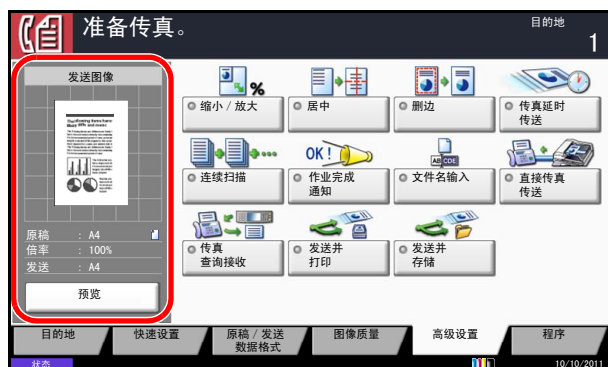 准备传真。
目的地
1
发送图像
原稿 : A4
倍率 : 100%
发送 : A4
预览
%
缩小 / 放大
居中
删边
传真延时
传送
连续扫描
OK!
作业完成
通知
AB CDE
文件名输入
直接传真
传送
传真
查询接收
发送并
打印
发送并
存储
目的地
快速设置
原稿 / 发送
数据格式
图像质量
高级设置
程序
状态
10/10/2011